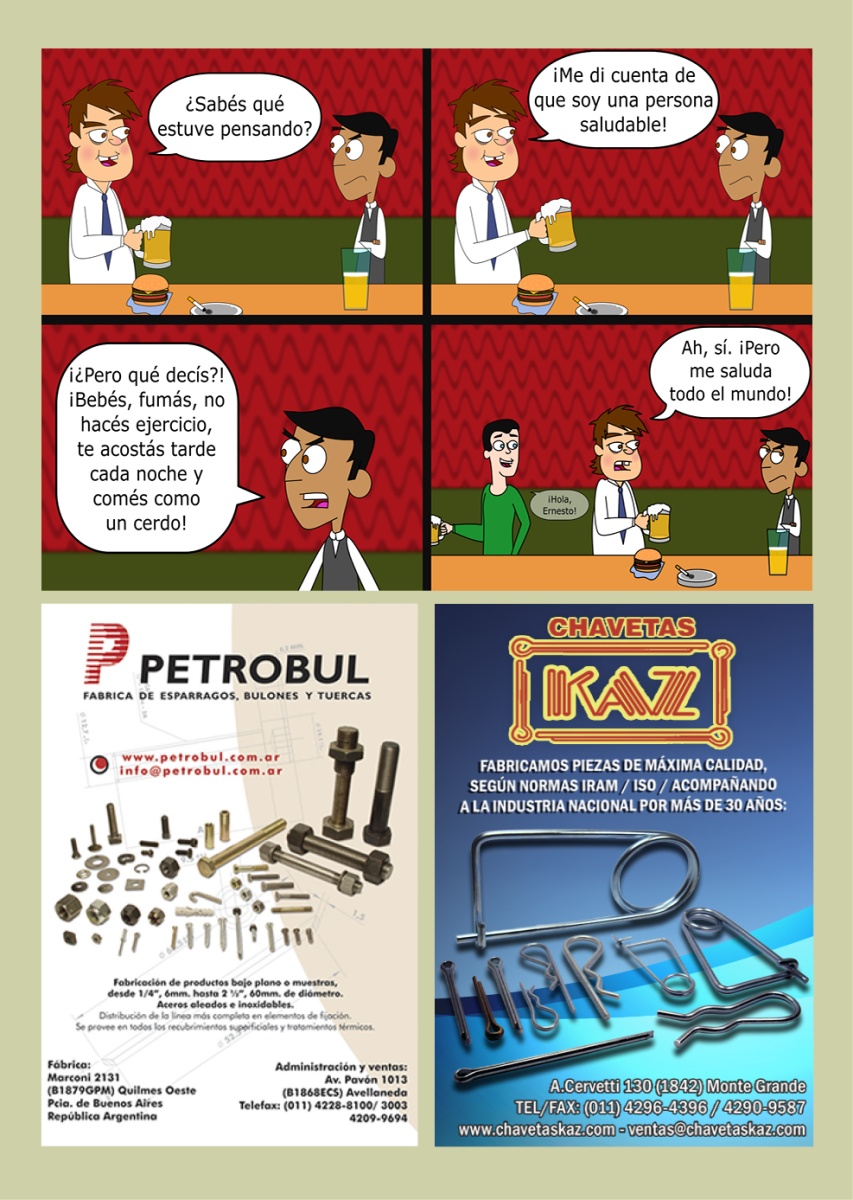 ¿Sabés qué
estuve pensando?
¡Me di cuenta de
que soy una persona
saludable!
¡¿Pero qué decís?!
¡Bebés, fumás, no
hacés ejercicio,
te acostás tarde
cada noche y
comés como
un cerdo!
Ah, sí. ¡Pero
me saluda
todo el mundo!
¡Hola,
Ernesto!
PETROBUL
FABRICA DE ESPARRAGOS, BULONES Y TUERCAS
www.petrobul.com.ar
info@petrobul.com.ar
Fabricación de productos bajo plano o muestras,
desde 1/4", 6mm. hasta 2 ½", 60mm. de diámetro.
Aceros aleados e inoxidables.
Distribución de la línea más completa en elementos de fijación.
Se provee en todos los recubrimientos superficiales y tratamientos térmicos.
Fábrica:
Marconi 2131
(B1879GPM) Quilmes Oeste
Pcia. de Buenos Aires
República Argentina
Administración y ventas:
Av. Pavón 1013
(B1868ECS) Avellaneda
Telefax: (011) 4228-8100/ 3003
4209-9694
CHAVETAS
KAZ
FABRICAMOS PIEZAS DE MÁXIMA CALIDAD,
SEGÚN NORMAS IRAM / ISO / ACOMPAÑANDO
A LA INDUSTRIA NACIONAL POR MÁS DE 30 AÑOS:
A.Cervetti 130 (1842) Monte Grande
TEL/FAX: (011) 4296-4396 / 4290-9587
www.chavetaskaz.com - ventas@chavetaskaz.com